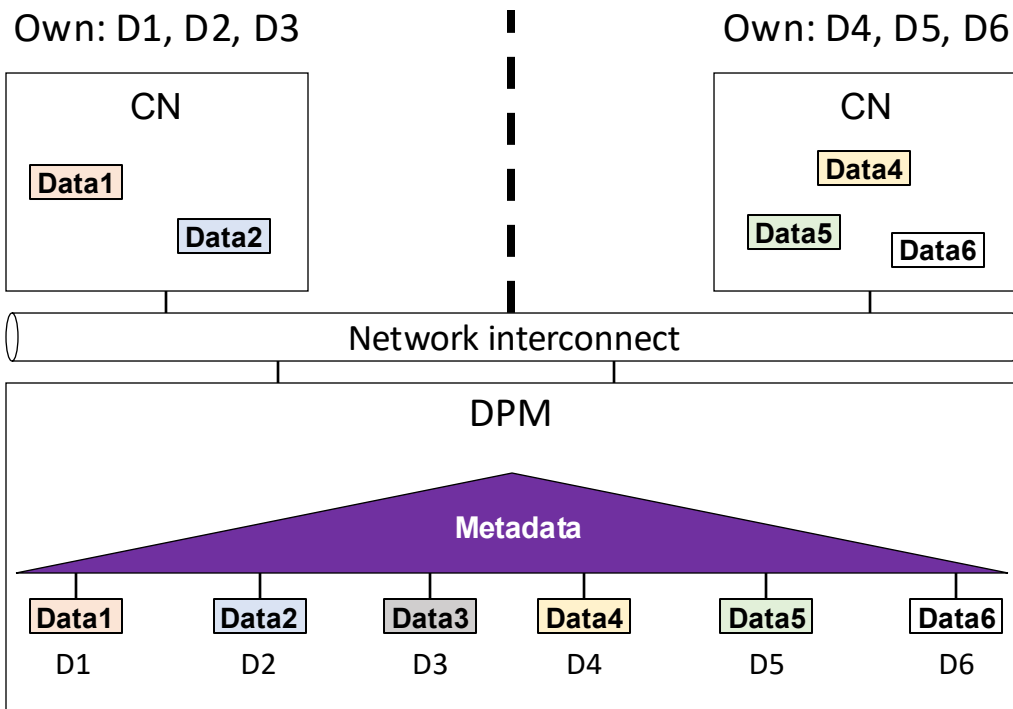 Own: D1, D2, D3
Own: D4, D5, D6
CN
CN
Data1
Data2
Data4
Data5
Data6
Network interconnect
DPM
Metadata
Data1 Data2 Data3 Data4 Data5 Data6
D1 D2 D3 D4 D5 D6